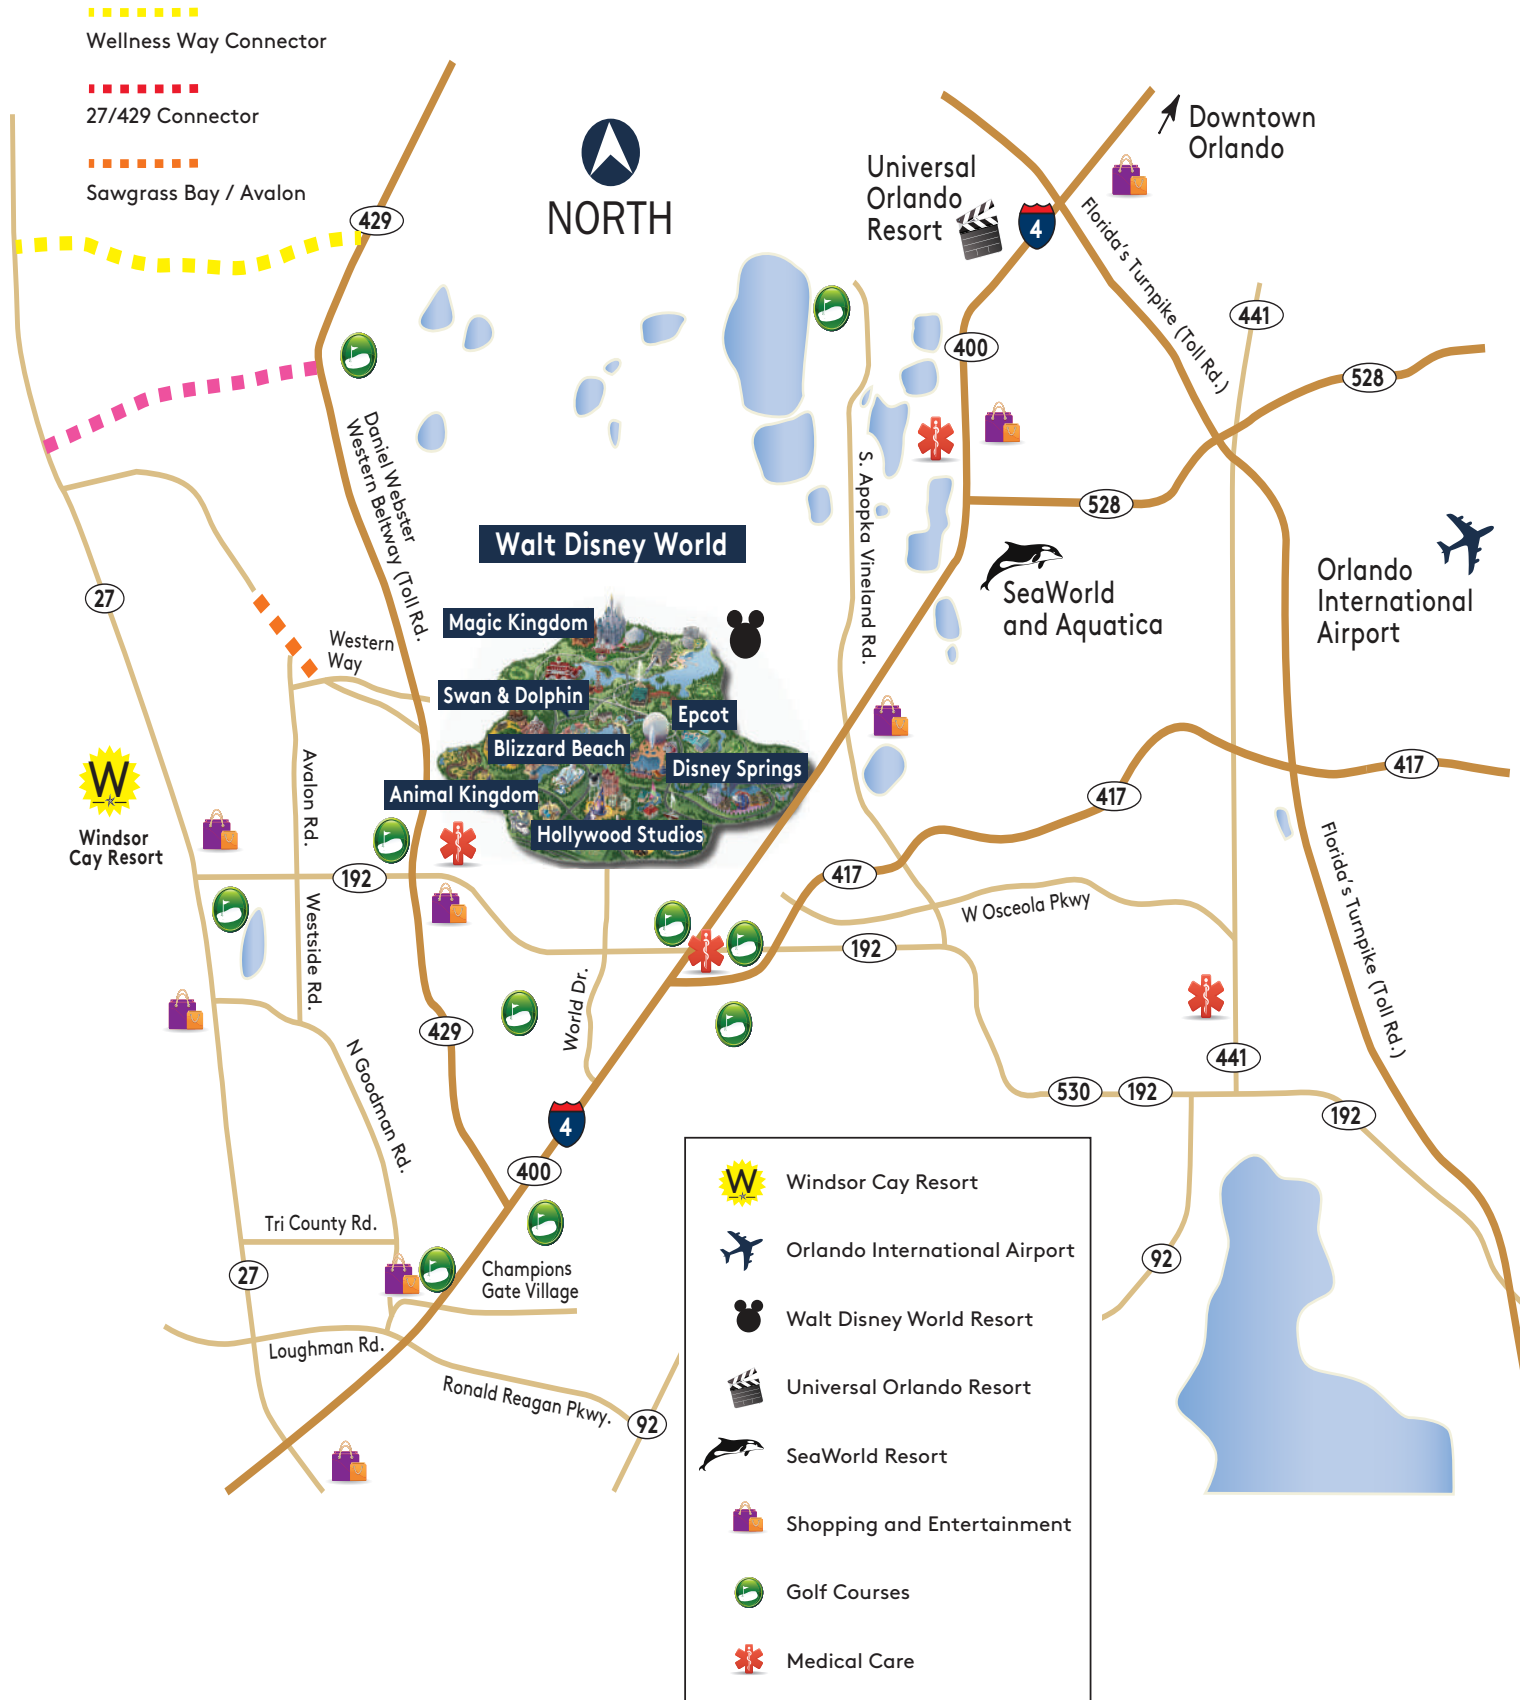 Wellness Way Connector
27/429 Connector
Sawgrass Bay / Avalon
429
NORTH
Universal
Orlando
Resort
4
Downtown
Orlando
Florida's Turnpike (Toll Rd.)
441
400
528
Daniel Webster
Western Beltway (Toll Rd.
S. Apopka Vineland Rd.
528
Walt Disney World
27
Magic Kingdom
SeaWorld
and Aquatica
Orlando
International
Airport
Western
Way
Swan & Dolphin
Epcot
Blizzard Beach
Disney Springs
Animal Kingdom
Hollywood Studios
W
Windsor
Cay Resort
Avalon Rd.
417
417
417
192
Westside Rd.
W Osceola Pkwy
192
Florida's Turnpike (Toll Rd.)
World Dr.
429
N Goodman Rd.
441
530
192
192
4
400
Tri County Rd.
27
Champions
Gate Village
92
Loughman Rd.
Ronald Reagan Pkwy.
92
W
Windsor Cay Resort
Orlando International Airport
Walt Disney World Resort
Universal Orlando Resort
SeaWorld Resort
Shopping and Entertainment
Golf Courses
Medical Care